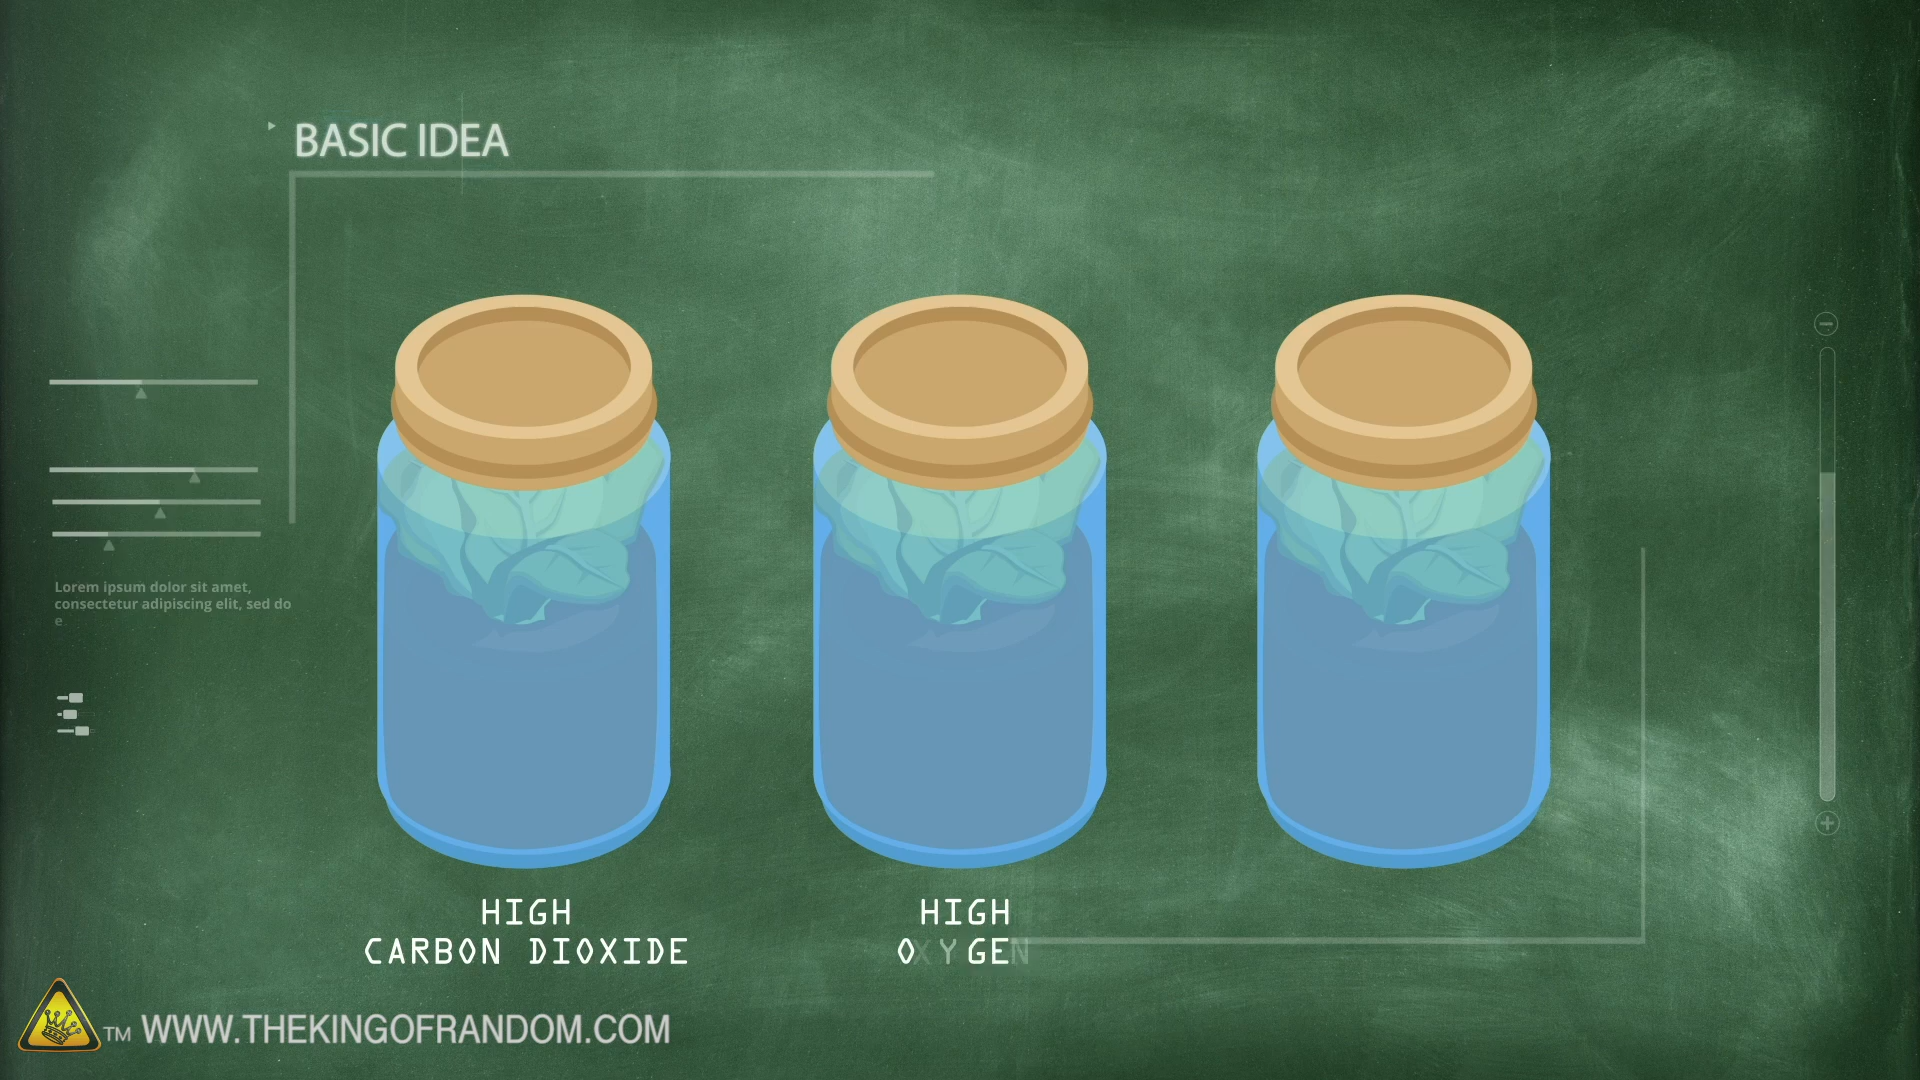 BASIC IDEA
Lorem ipsum dolor sit amet,
consectetur adipiscing elit, sed do
e
HIGH
CARBON DIOXIDE
HIGH
OXYGEN
TM WWW.THEKINGOFRANDOM.COM